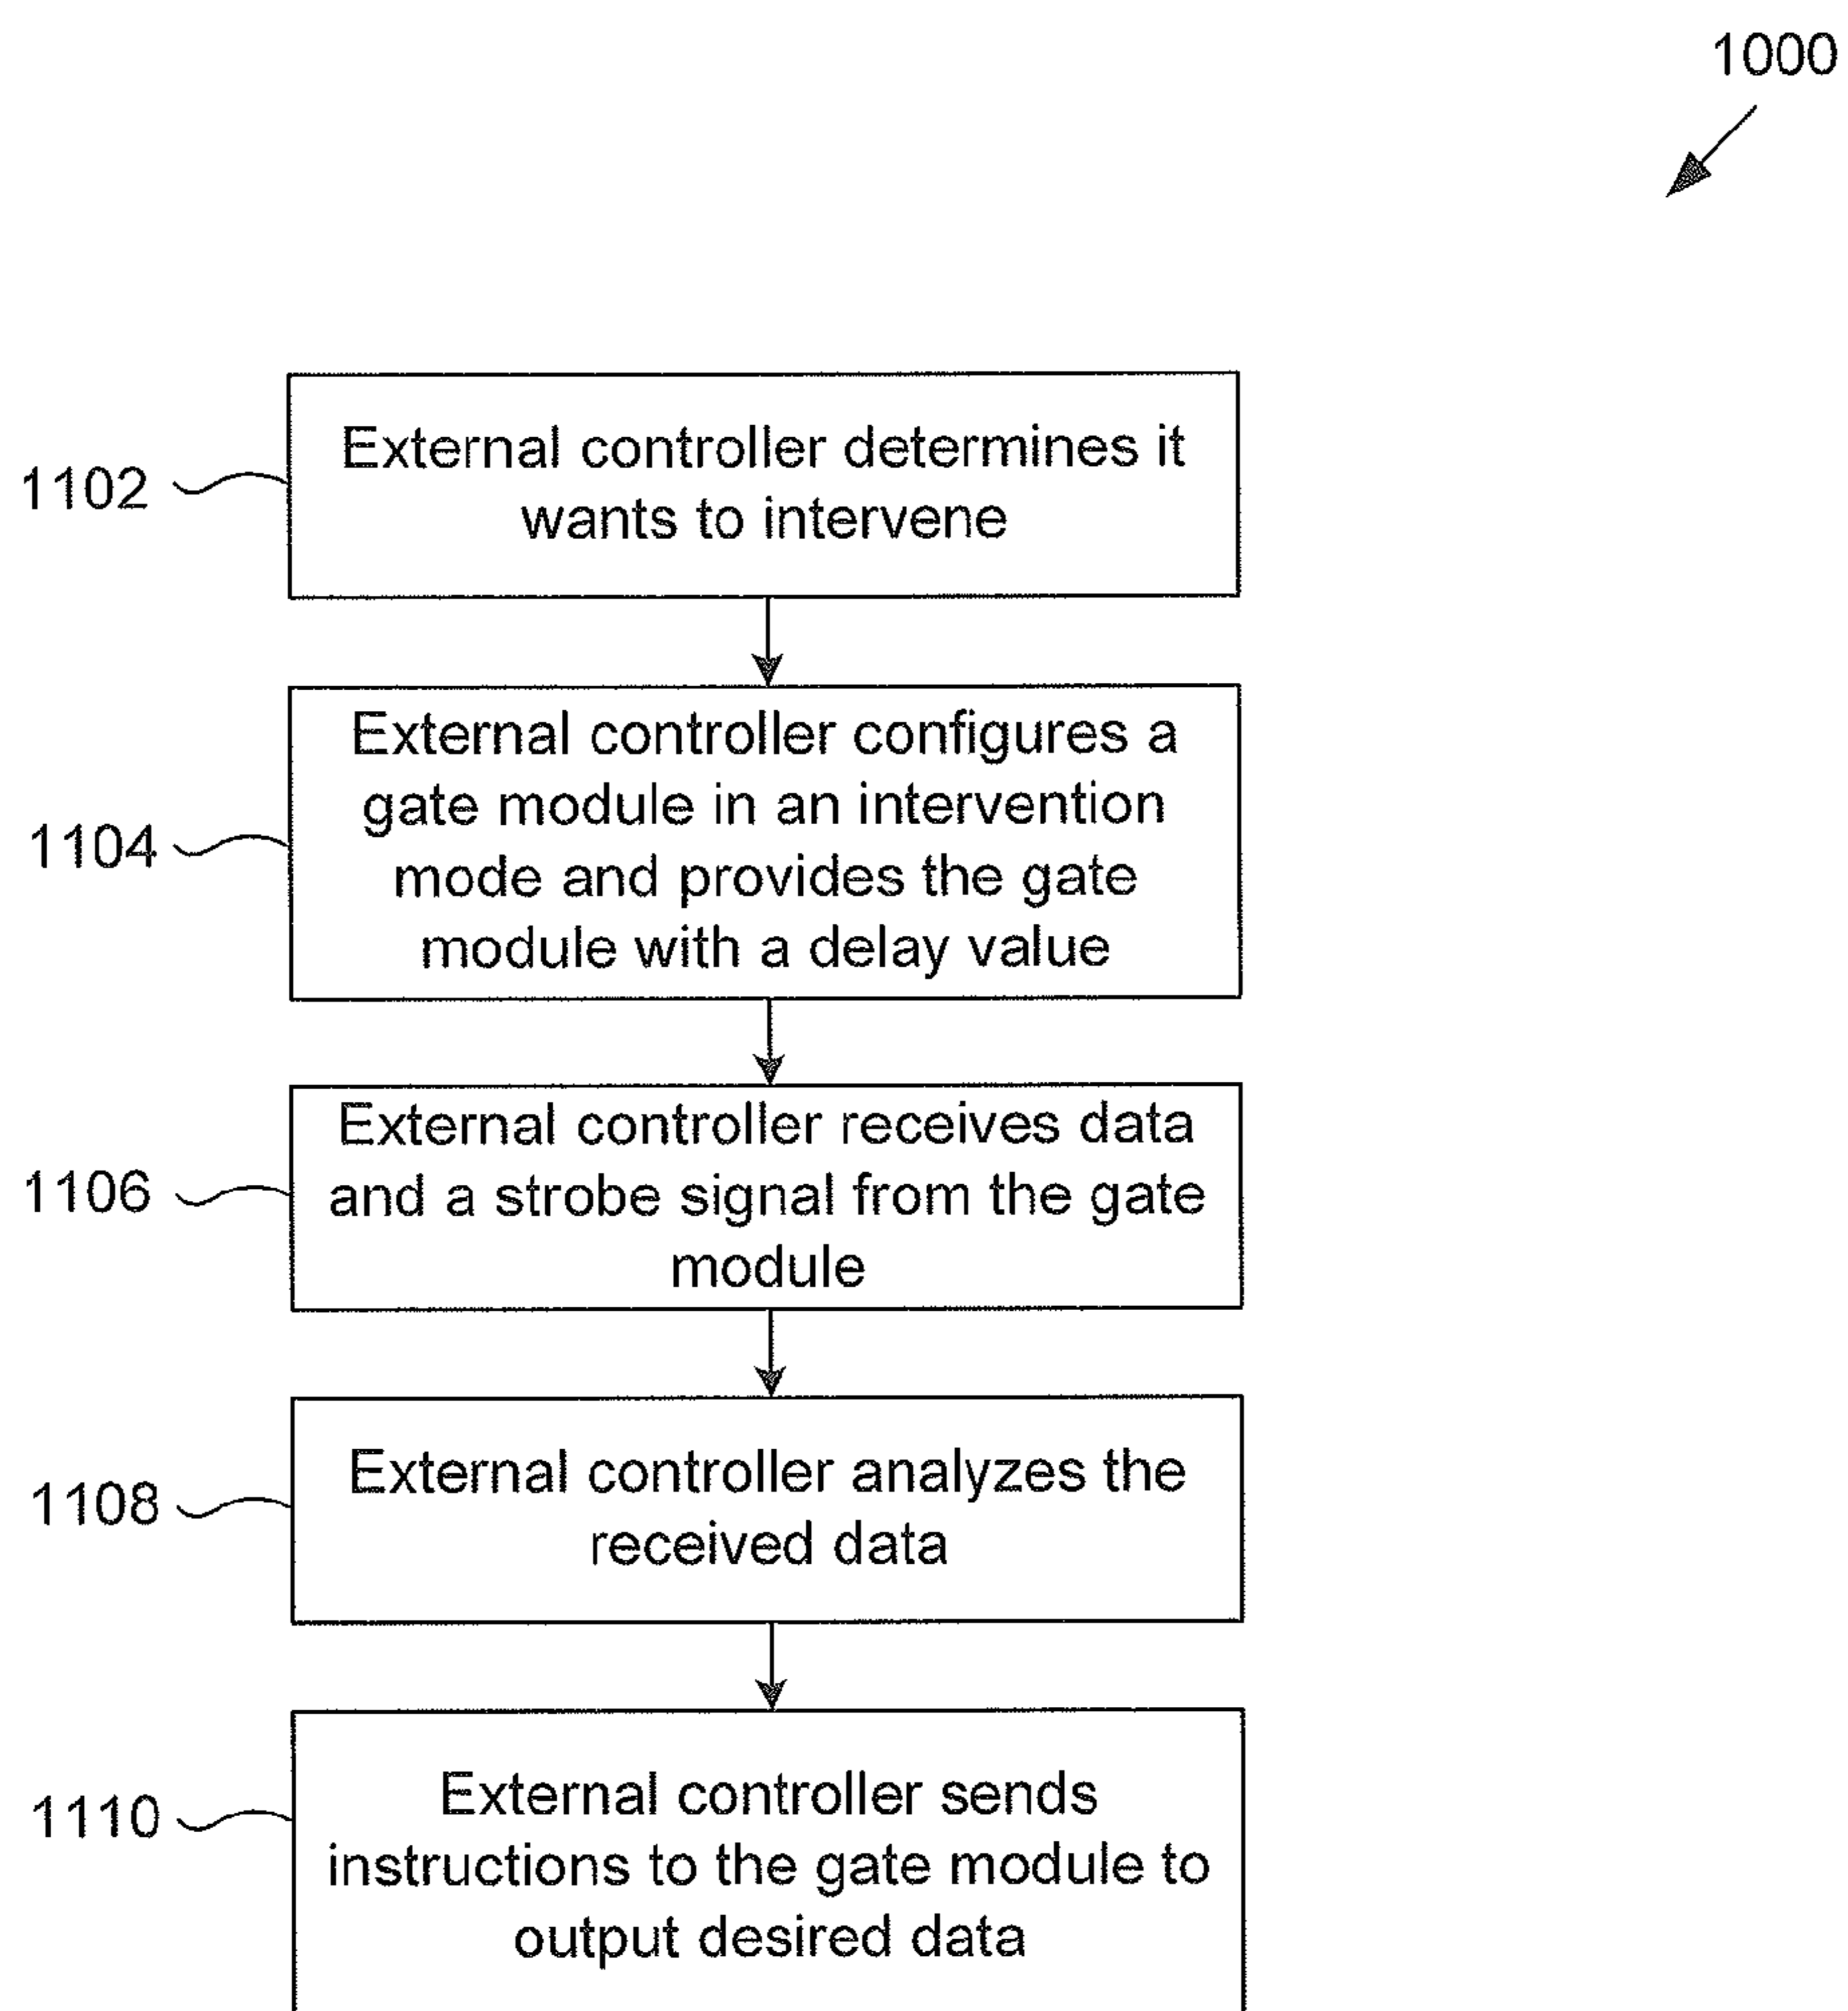 1000
1102
External controller determines it
wants to intervene
1104
External controller configures a
gate module in an intervention
mode and provides the gate
module with a delay value
1106
External controller receives data
and a strobe signal from the gate
module
1108
External controller analyzes the
received data
1110
External controller sends
instructions to the gate module to
output desired data